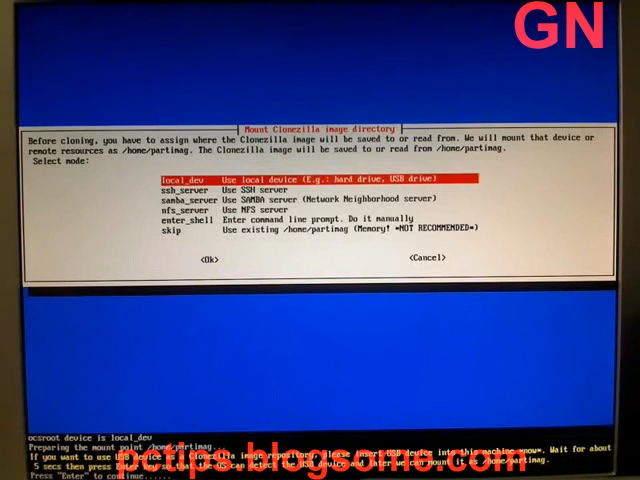 GN
Mount Clonezilla image directory
Before cloning, you have to assign where the Clonezilla image will be saved to or read from. We will mount that device or
remote resources as /home/partimag. The Clonezilla image will be saved to or read from /home/partimag.
Select mode:
local_dev Use local device (E.g.: hard drive, USB drive)
ssh_server Use SSH server
samba_server Use SAMBA server (Network Neighborhood server)
nfs_server Use NFS server
enter_shell Enter command line prompt. Do it manually
skip Use existing /home/partimag (Memory! *NOT RECOMMENDED*)
<Ok> <Cancel>
ocsroot device is local_dev
Preparing the mount point /home/partimag...
If you want to use USB device as a Clonezilla image repository, please insert USB device into this machine *now*. Wait for about
5 secs then press Enter so that the OS can detect the USB device and later we can mount it as /home/partimag.
Press "Enter" to continue......
pctips.blogsome.com